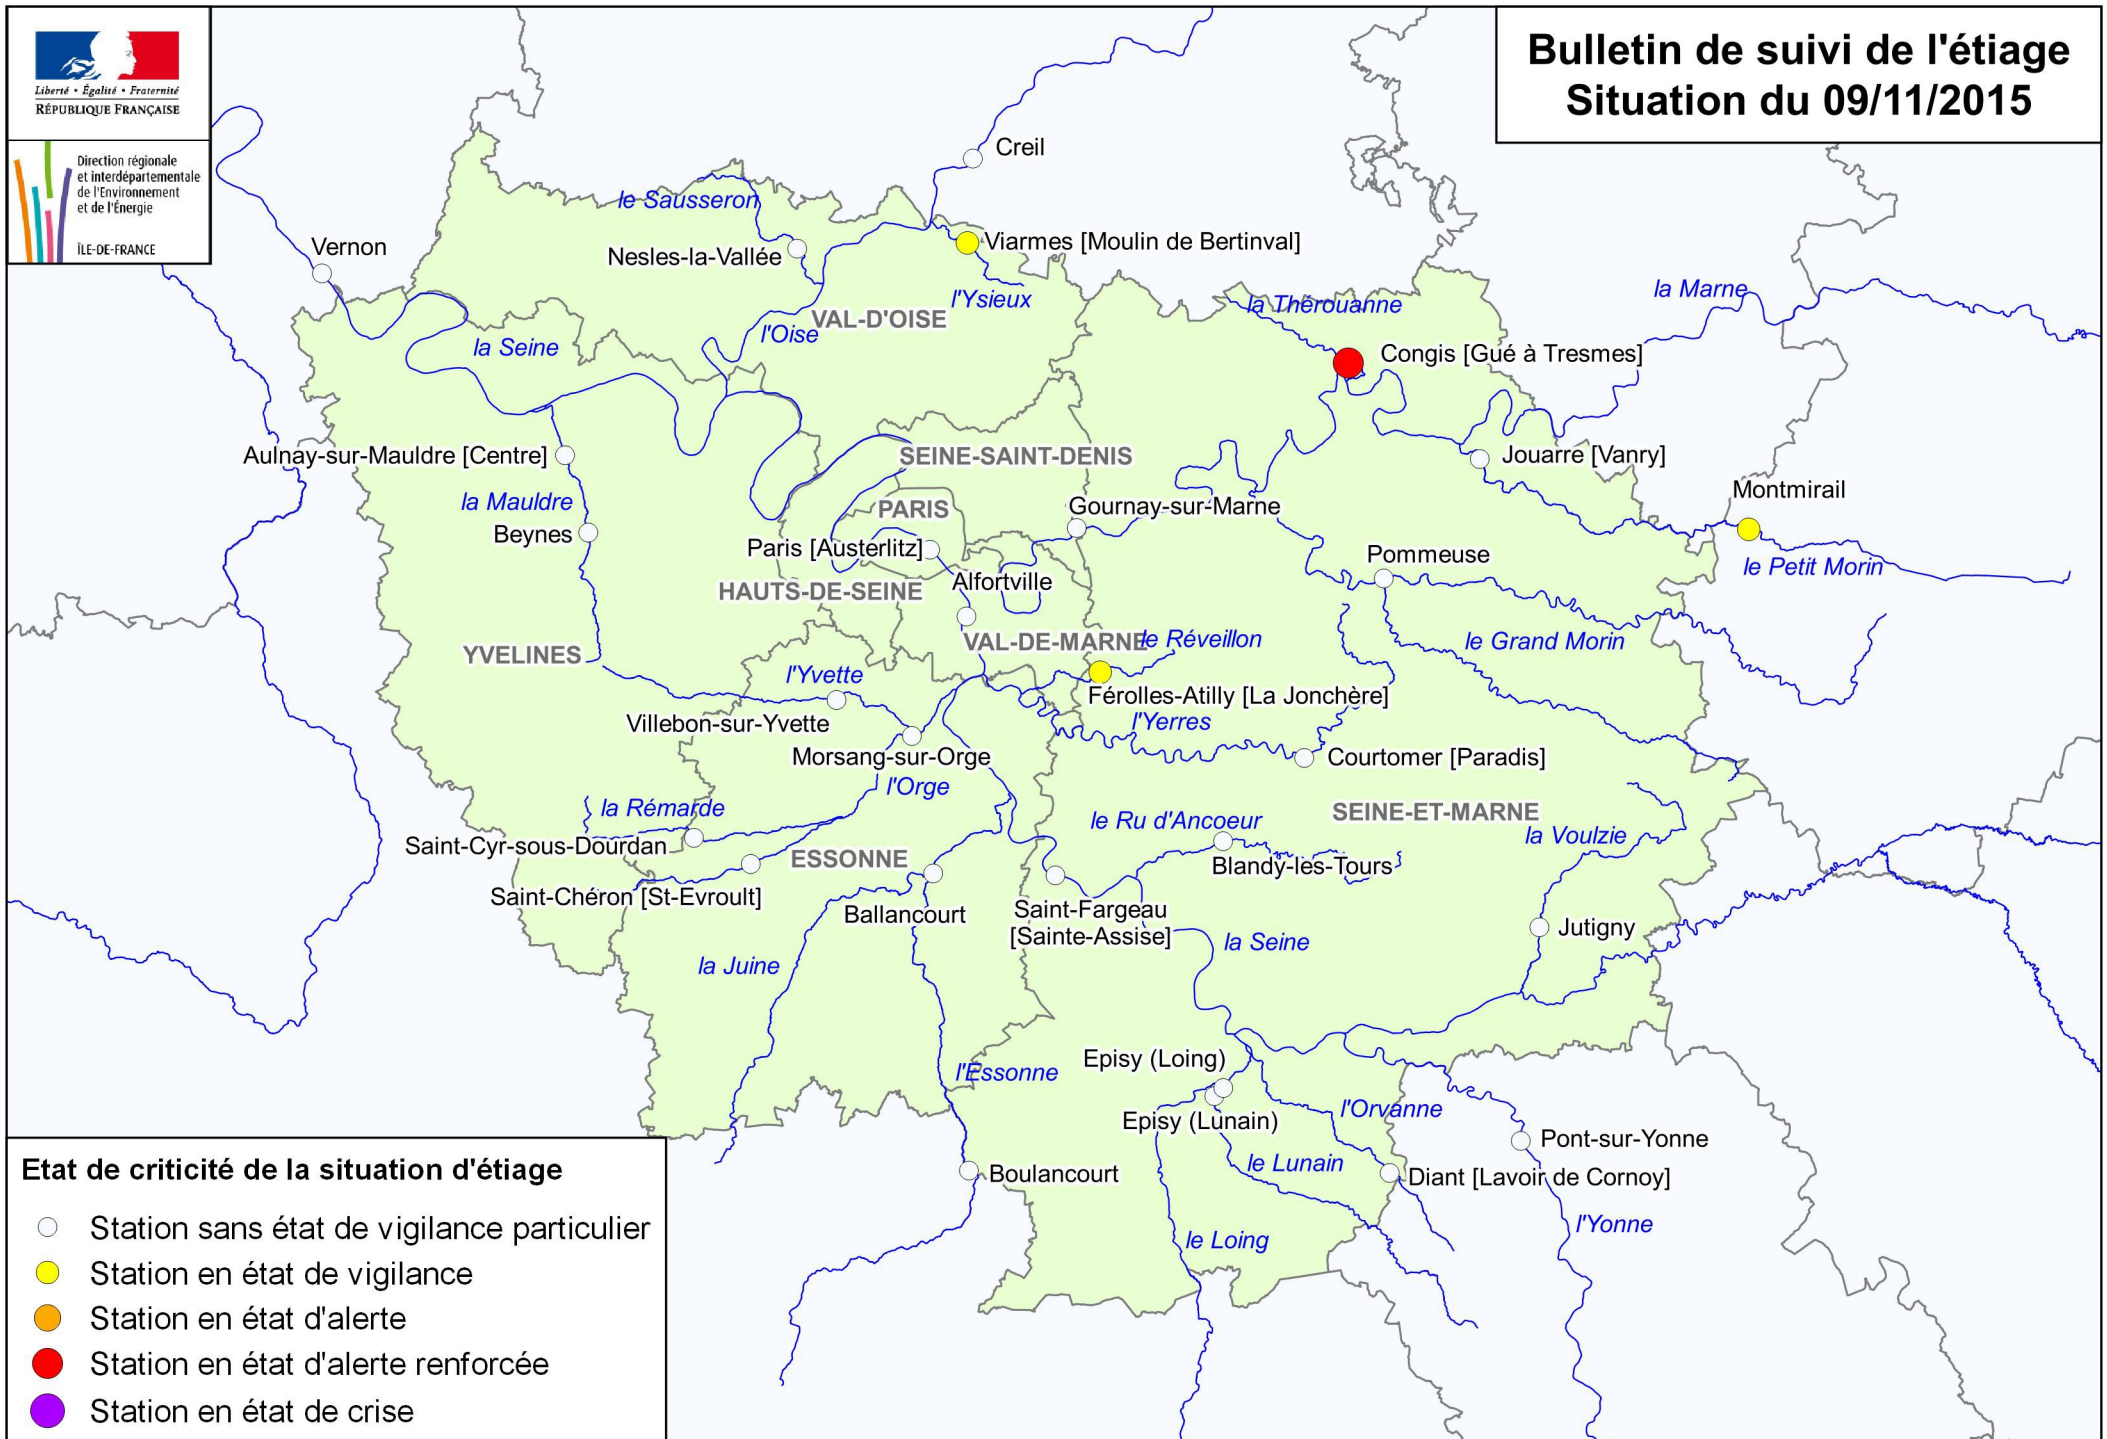 Liberté • Égalité • Fraternité
RÉPUBLIQUE FRANÇAISE
Direction régionale
et interdépartementale
de l'Environnement
et de l'Énergie
ÎLE-DE-FRANCE
Bulletin de suivi de l'étiage
Situation du 09/11/2015
Creil
le Sausseron
Vernon
Nesles-la-Vallée
Viarmes [Moulin de Bertinval]
l'Ysieux
la Thérouanne
la Marne
VAL-D'OISE
l'Oise
la Seine
Congis [Gué à Tresmes]
Aulnay-sur-Mauldre [Centre]
SEINE-SAINT-DENIS
Jouarre [Vanry]
la Mauldre
PARIS
Gournay-sur-Marne
Montmirail
Beynes
Paris [Austerlitz]
Pommeuse
le Petit Morin
HAUTS-DE-SEINE
Alfortville
YVELINES
VAL-DE-MARNE
le Réveillon
le Grand Morin
l'Yvette
Férolles-Atilly [La Jonchère]
Villebon-sur-Yvette
l'Yerres
Morsang-sur-Orge
Courtomer [Paradis]
l'Orge
la Rémarde
le Ru d'Ancoeur
SEINE-ET-MARNE
la Voulzie
Saint-Cyr-sous-Dourdan
ESSONNE
Blandy-les-Tours
Saint-Chéron [St-Evroult]
Ballancourt
Saint-Fargeau
[Sainte-Assise]
Jutigny
la Seine
la Juine
l'Essonne
Episy (Loing)
Episy (Lunain)
l'Orvanne
Pont-sur-Yonne
le Lunain
Diant [Lavoir de Cornoy]
Boulancourt
l'Yonne
le Loing
Etat de criticité de la situation d'étiage
Station sans état de vigilance particulier
Station en état de vigilance
Station en état d'alerte
Station en état d'alerte renforcée
Station en état de crise